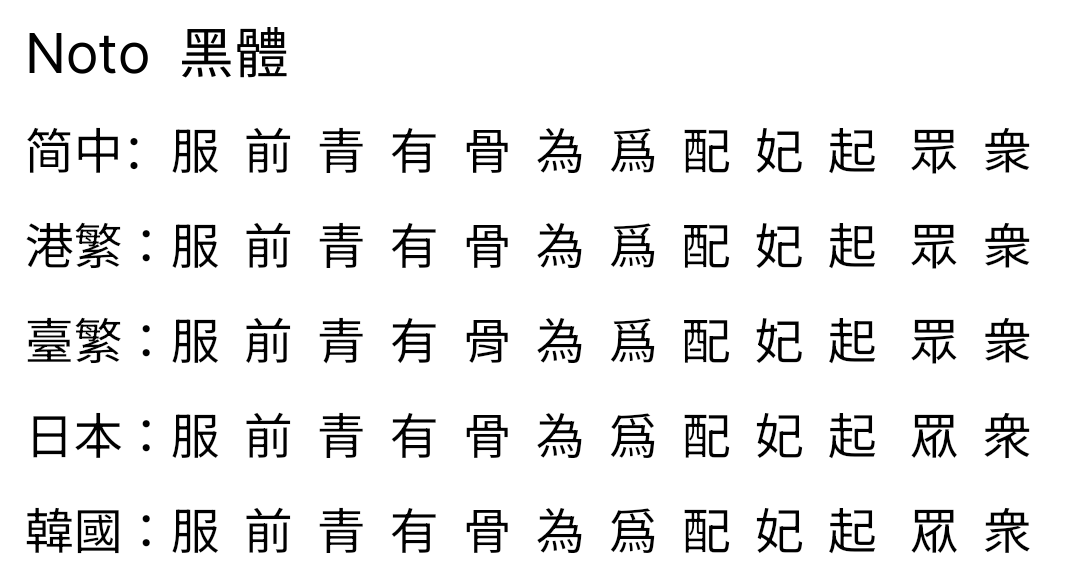 Noto 黑體
简中：服 前 青 有 骨 為 爲 配 妃 起 眾 衆
港繁：服 前 青 有 骨 為 爲 配 妃 起 眾 衆
臺繁：服 前 青 有 骨 為 爲 配 妃 起 眾 衆
日本：服 前 青 有 骨 為 爲 配 妃 起 眾 衆
韓國：服 前 青 有 骨 為 爲 配 妃 起 眾 衆